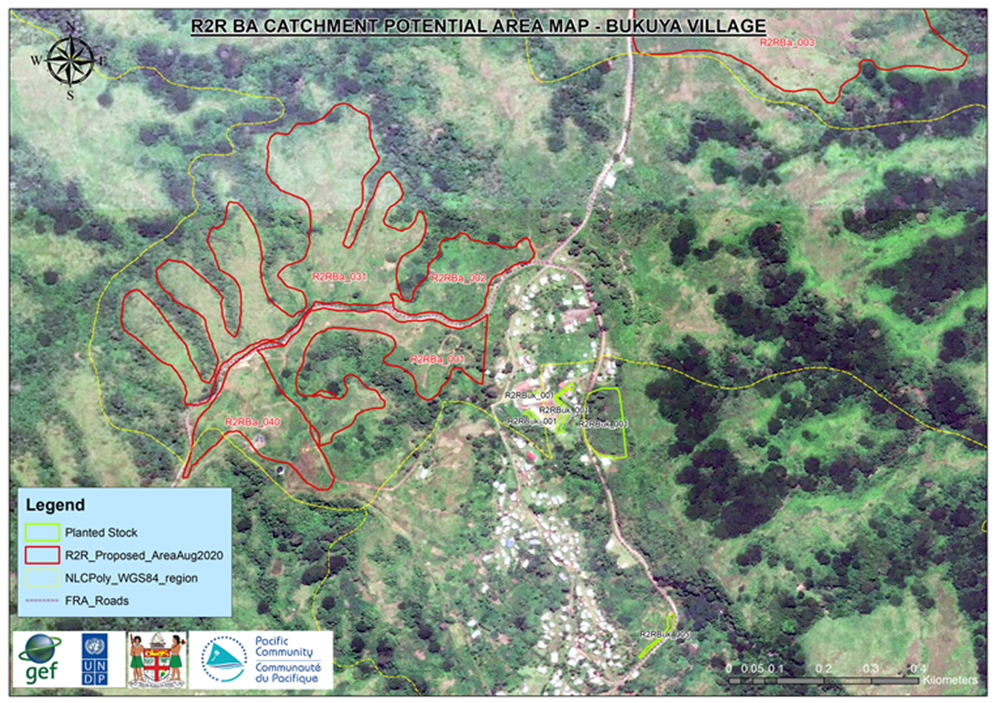 R2R BA CATCHMENT POTENTIAL AREA MAP - BUKUYA VILLAGE
N
W E
S
R2RBa_003
R2RBa_031
R2RBa_002
R2RBa_001
R2RBa_040
R2RBuk_001
R2RBuk_001
R2RBuk_001
R2RBuk_001
Legend
Planted Stock
R2R_Proposed_AreaAug2020
NLCPoly_WGS84_region
FRA_Roads
gef
U N
D P
Pacific
Community
Communauté
du Pacifique
0 0.05 0.1 0.2 0.3 0.4
Kilometers